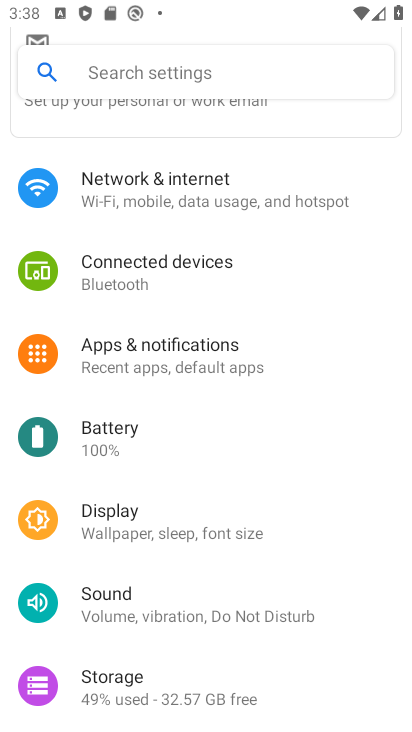 3:38
Search settings
Set up your personal or work email
Network & internet
Wi-Fi, mobile, data usage, and hotspot
Connected devices
Bluetooth
Apps & notifications
Recent apps, default apps
Battery
100%
Display
Wallpaper, sleep, font size
Sound
Volume, vibration, Do Not Disturb
Storage
49% used - 32.57 GB free